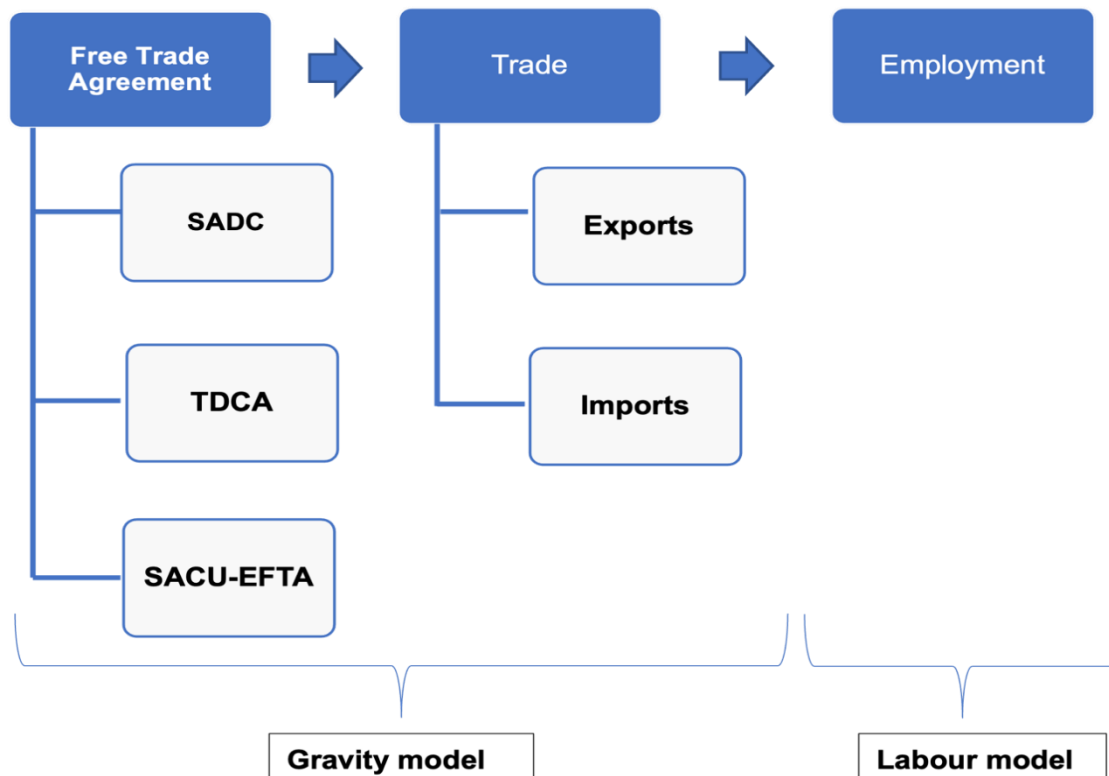 Free Trade
Agreement
Trade
Employment
SADC
Exports
TDCA
Imports
SACU-EFTA
Gravity model
Labour model